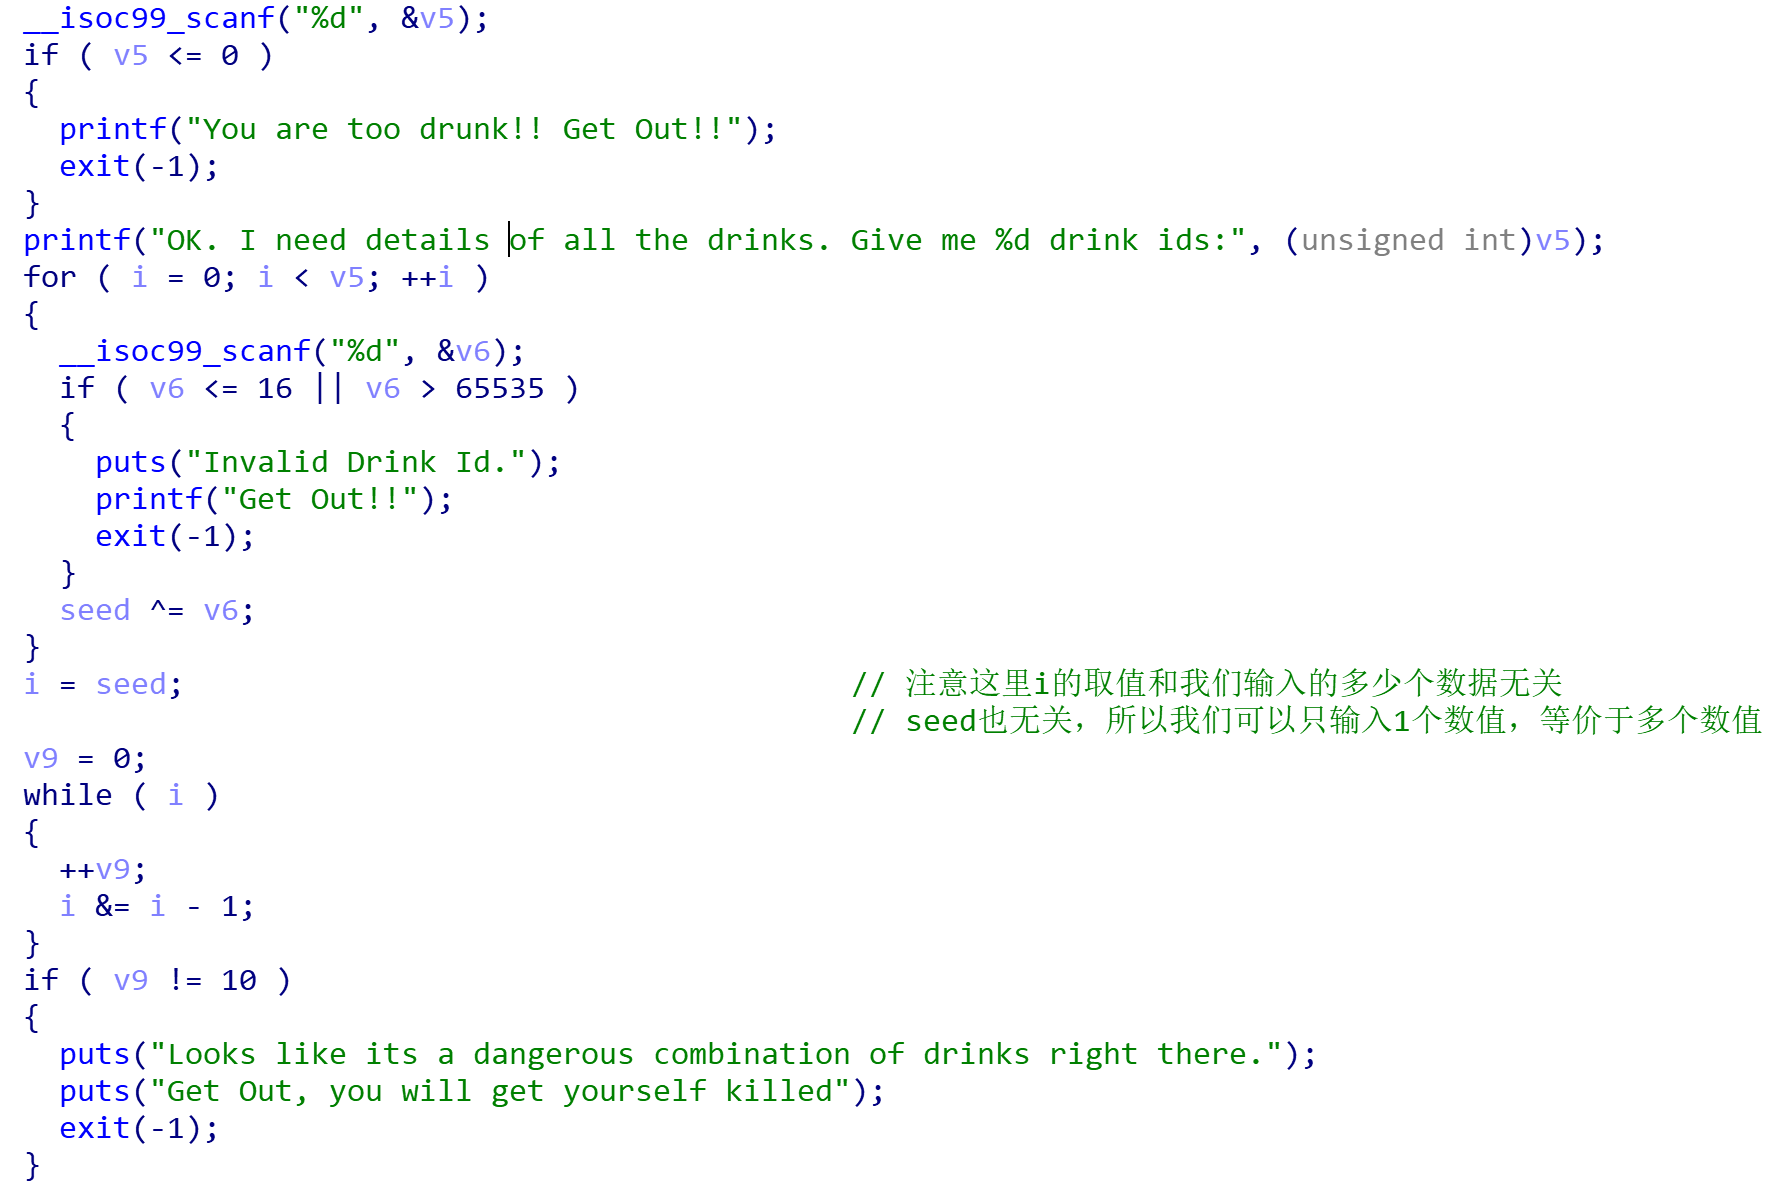 __isoc99_scanf("%d", &v5);
if ( v5 <= 0 )
{
  printf("You are too drunk!! Get Out!!");
  exit(-1);
}
printf("OK. I need details of all the drinks. Give me %d drink ids:", (unsigned int)v5);
for ( i = 0; i < v5; ++i )
{
  __isoc99_scanf("%d", &v6);
  if ( v6 <= 16 || v6 > 65535 )
  {
    puts("Invalid Drink Id.");
    printf("Get Out!!");
    exit(-1);
  }
  seed ^= v6;
}
i = seed;                                     // 注意这里i的取值和我们输入的多少个数据无关
                                              // seed也无关，所以我们可以只输入1个数值，等价于多个数值
v9 = 0;
while ( i )
{
  ++v9;
  i &= i - 1;
}
if ( v9 != 10 )
{
  puts("Looks like its a dangerous combination of drinks right there.");
  puts("Get Out, you will get yourself killed");
  exit(-1);
}